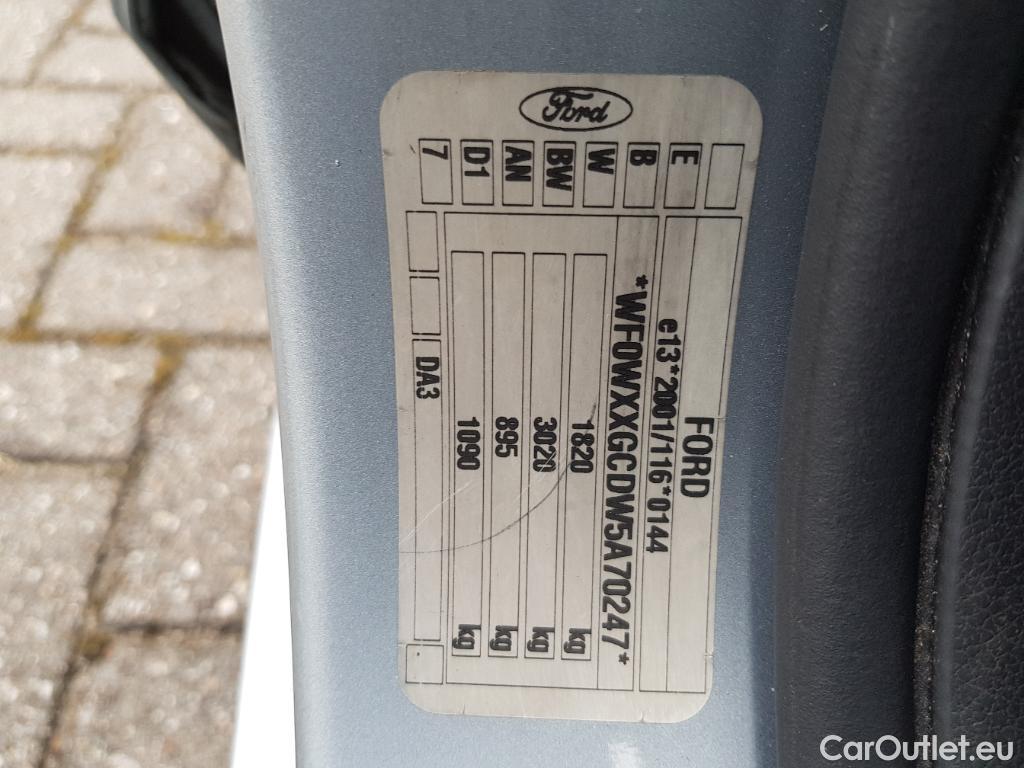 Ford
E
B
W
BW
AN
D1
7
FORD
e13*2001/116*0144
*WF0WXXGCDW5A70247*
1820 kg
3020 kg
895 kg
1090 kg
DA3
CarOutlet.eu